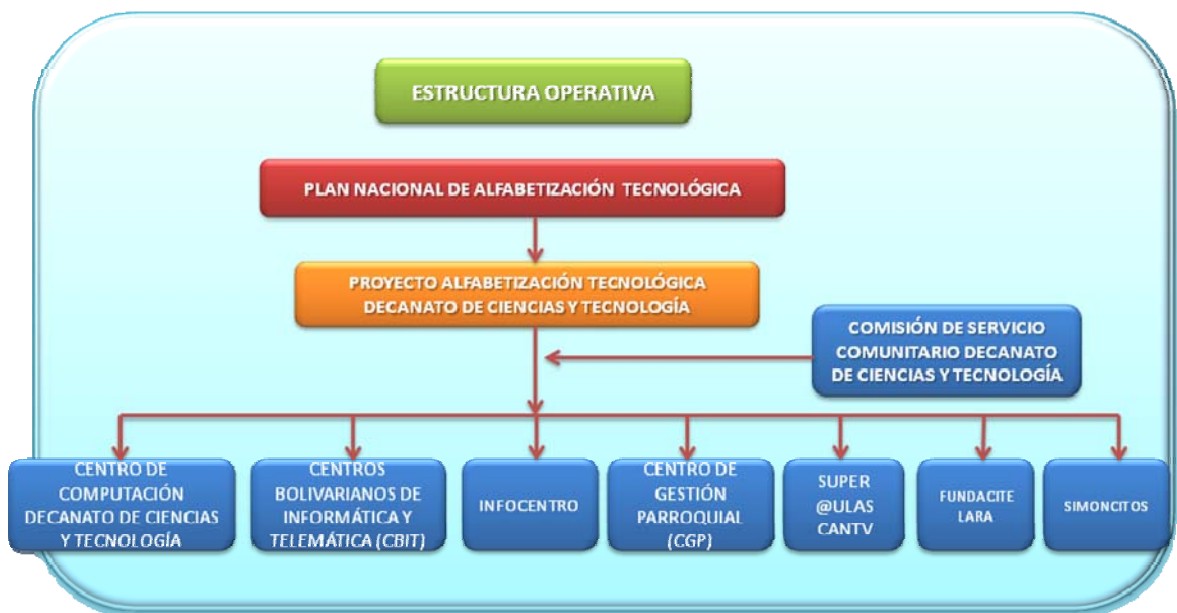 ESTRUCTURA OPERATIVA
PLAN NACIONAL DE ALFABETIZACIÓN TECNOLÓGICA
PROYECTO ALFABETIZACIÓN TECNOLÓGICA
DECANATO DE CIENCIAS Y TECNOLOGÍA
COMISIÓN DE SERVICIO
COMUNITARIO DECANATO
DE CIENCIAS Y TECNOLOGÍA
CENTRO DE
COMPUTACIÓN
DECANATO DE CIENCIAS
Y TECNOLOGÍA
CENTROS
BOLIVARIANOS DE
INFORMÁTICA Y
TELEMÁTICA (CBIT)
INFOCENTRO
CENTRO DE
GESTIÓN
PARROQUIAL
(CGP)
SUPER
@ULAS
CANTV
FUNDACITE
LARA
SIMONCITOS